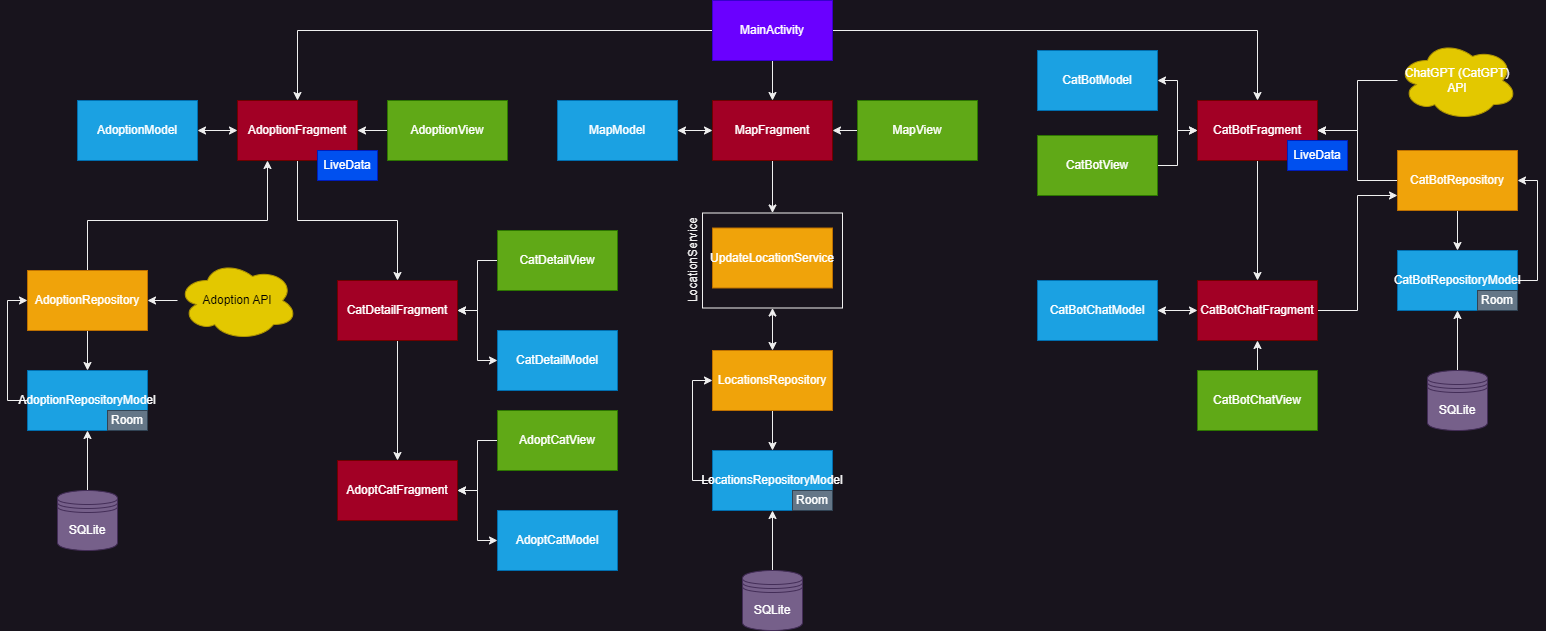 MainActivity
AdoptionModel
AdoptionFragment
LiveData
AdoptionView
MapModel
MapFragment
MapView
CatBotModel
CatBotView
CatBotFragment
LiveData
ChatGPT (CatGPT)
API
CatBotRepository
CatBotRepositoryModel
Room
SQLite
AdoptionRepository
Adoption API
AdoptionRepositoryModel
Room
SQLite
CatDetailView
CatDetailFragment
CatDetailModel
AdoptCatView
AdoptCatFragment
AdoptCatModel
LocationService
UpdateLocationService
LocationsRepository
LocationsRepositoryModel
Room
SQLite
CatBotChatModel
CatBotChatFragment
CatBotChatView